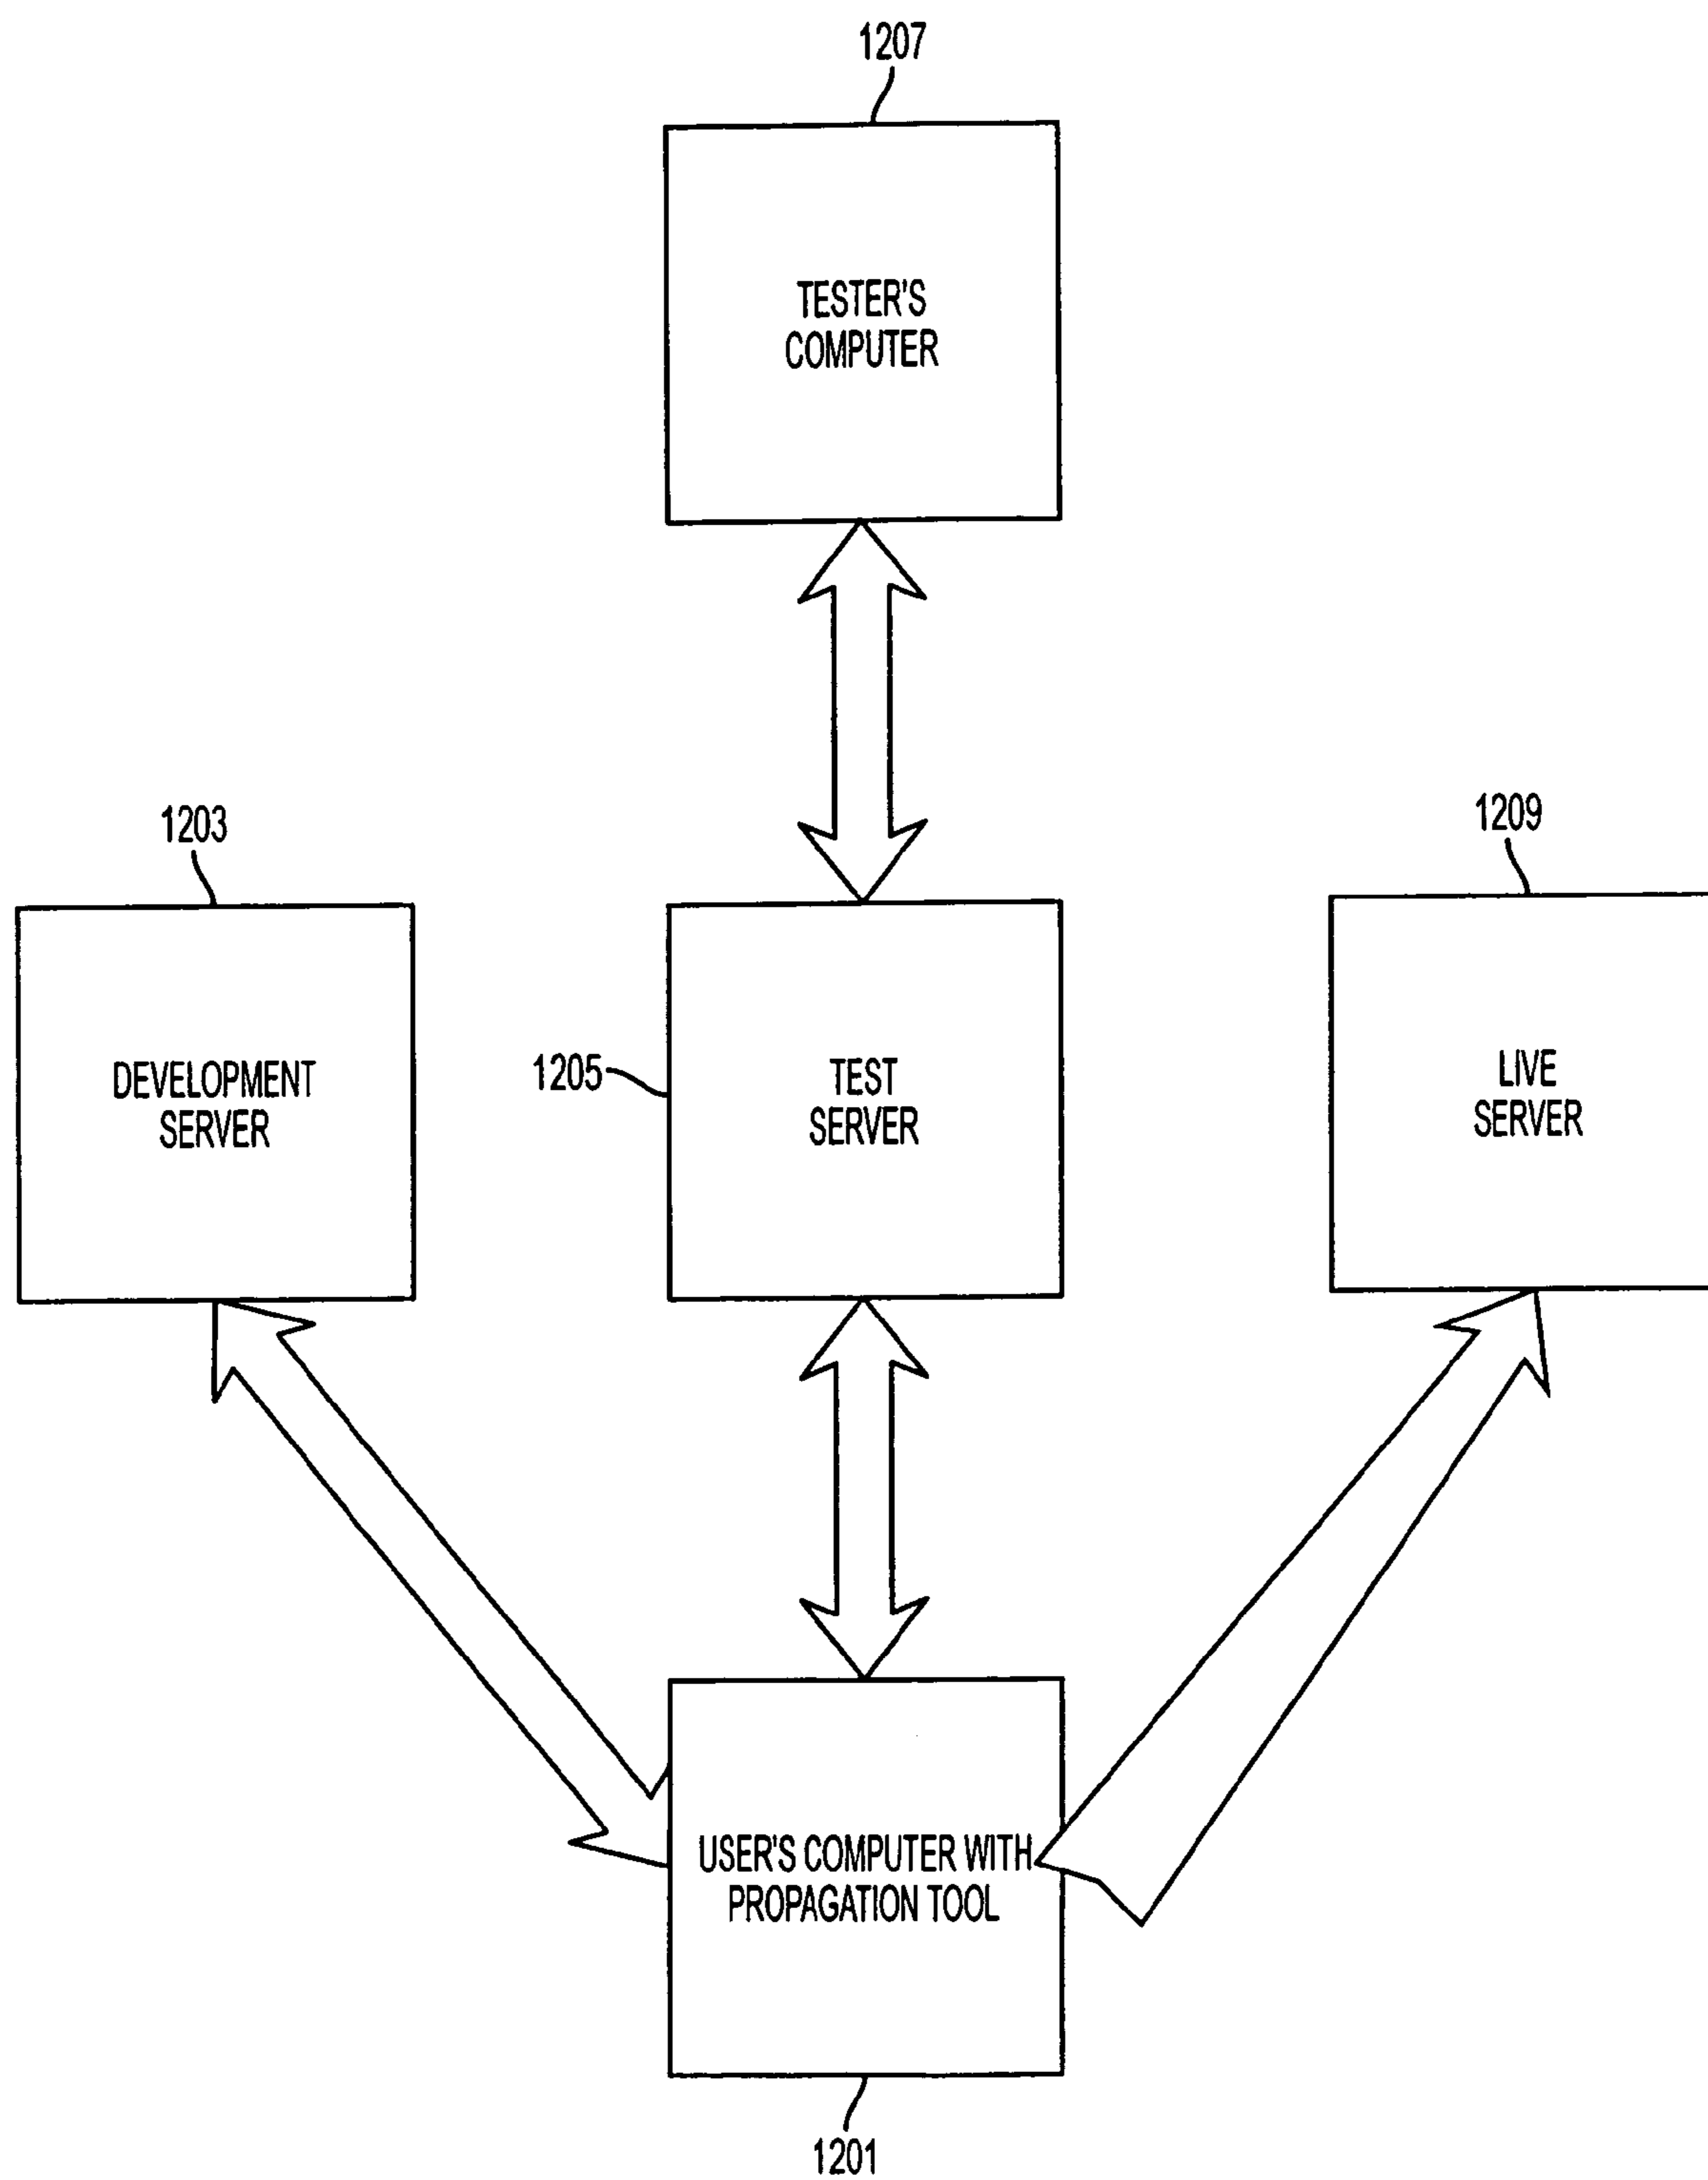 1207
TESTER'S
COMPUTER
1203
1209
DEVELOPMENT
SERVER
1205
TEST
SERVER
LIVE
SERVER
USER'S COMPUTER WITH
PROPAGATION TOOL
1201